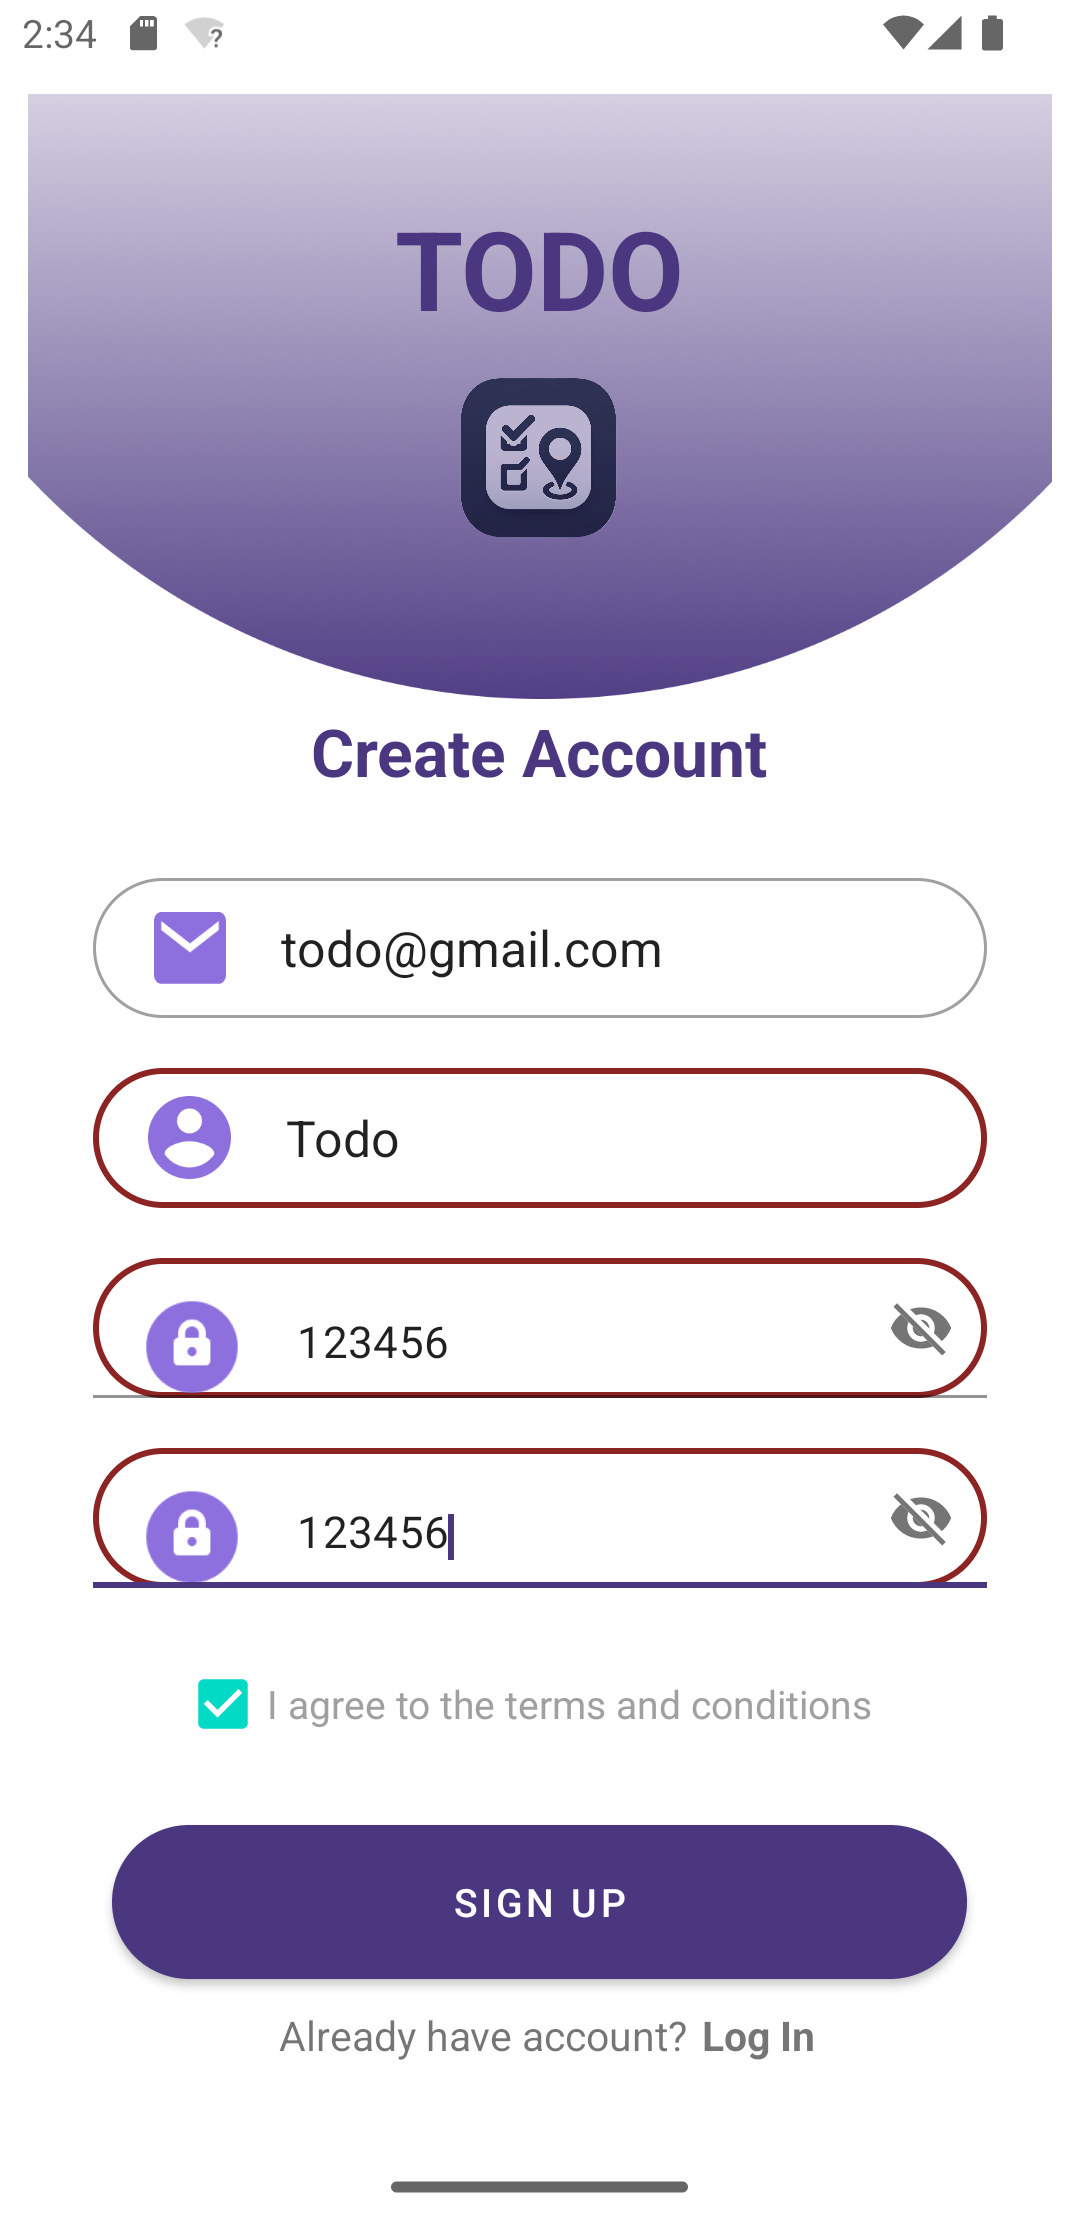 2:34
TODO
Create Account
todo@gmail.com
Todo
123456
123456
I agree to the terms and conditions
SIGN UP
Already have account? Log In